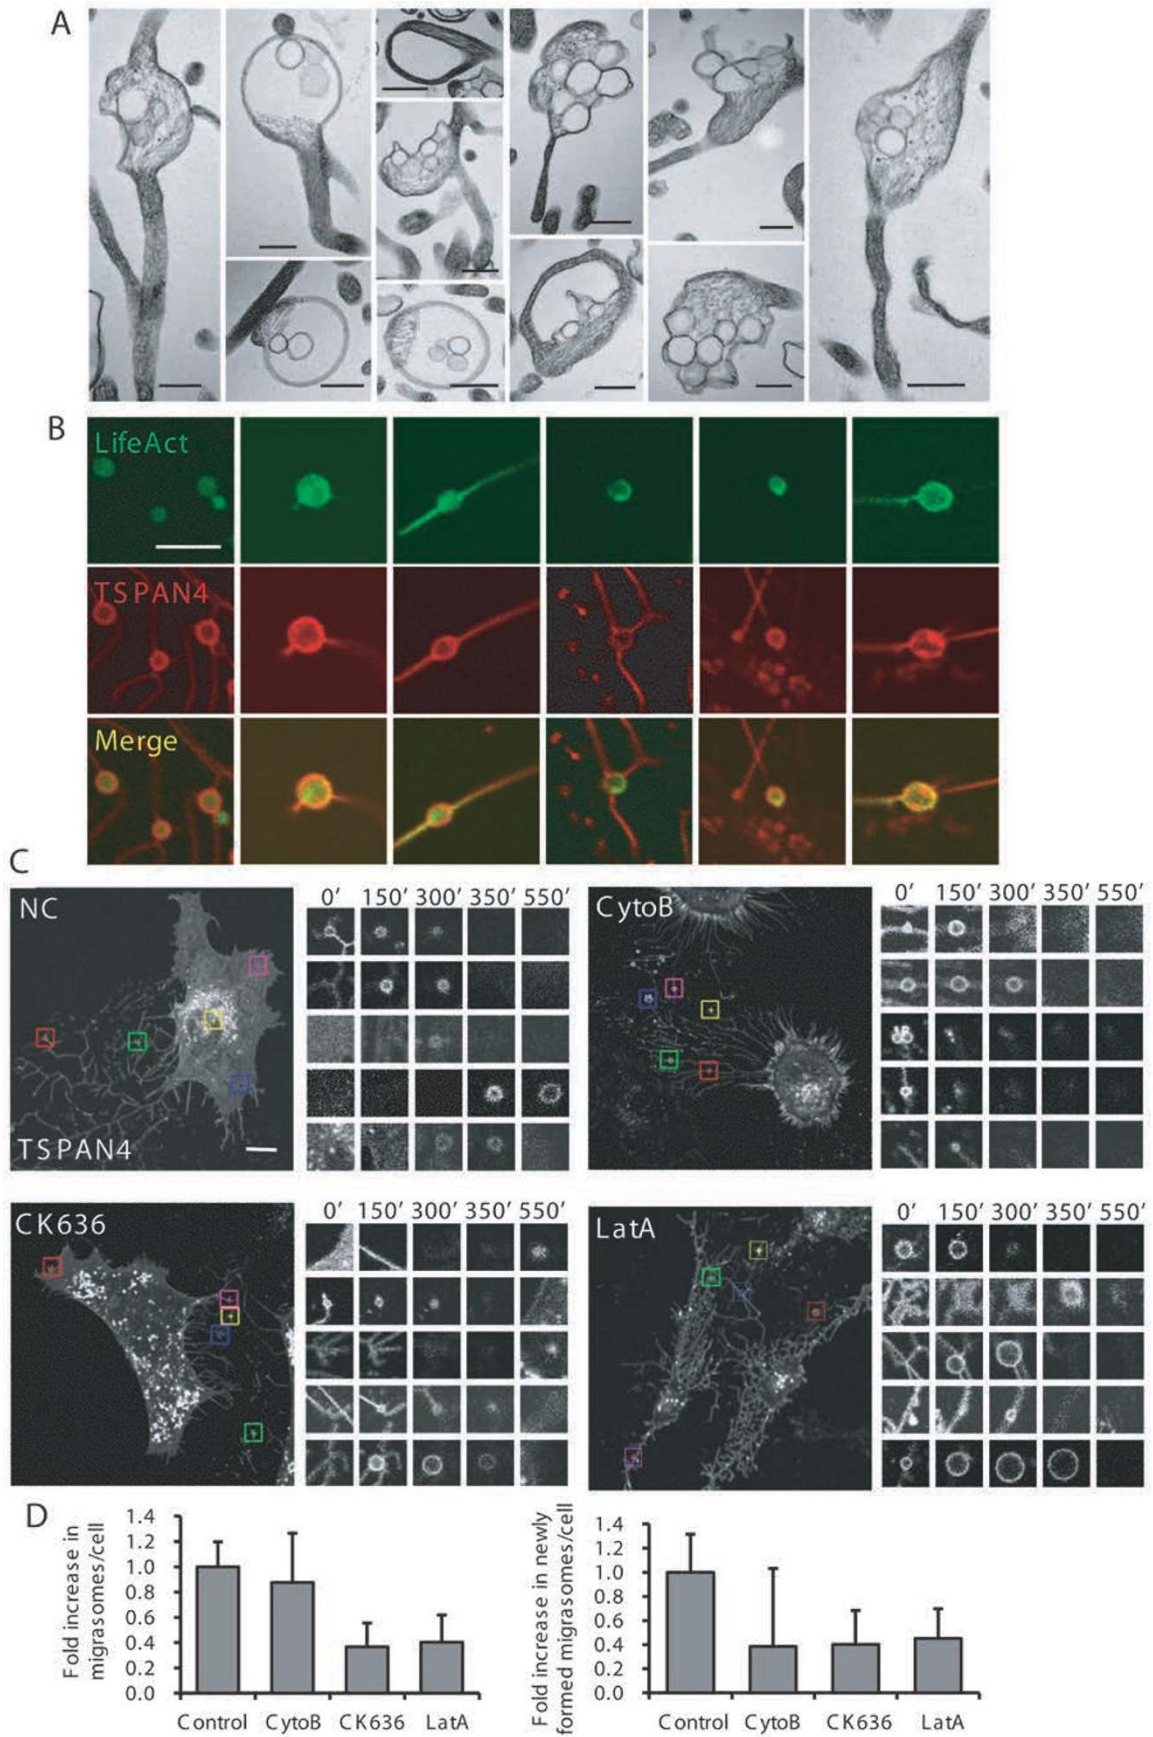 A
B
LifeAct
TSPAN4
Merge
C
NC
TSPAN4
0′ 150′ 300′ 350′ 550′
CytoB
0′ 150′ 300′ 350′ 550′
CK636
0′ 150′ 300′ 350′ 550′
LatA
0′ 150′ 300′ 350′ 550′
D
Fold increase in
migrasomes/cell
1.4
1.2
1.0
0.8
0.6
0.4
0.2
0.0
Control CytoB CK636 LatA
Fold increase in newly
formed migrasomes/cell
1.4
1.2
1.0
0.8
0.6
0.4
0.2
0.0
Control CytoB CK636 LatA